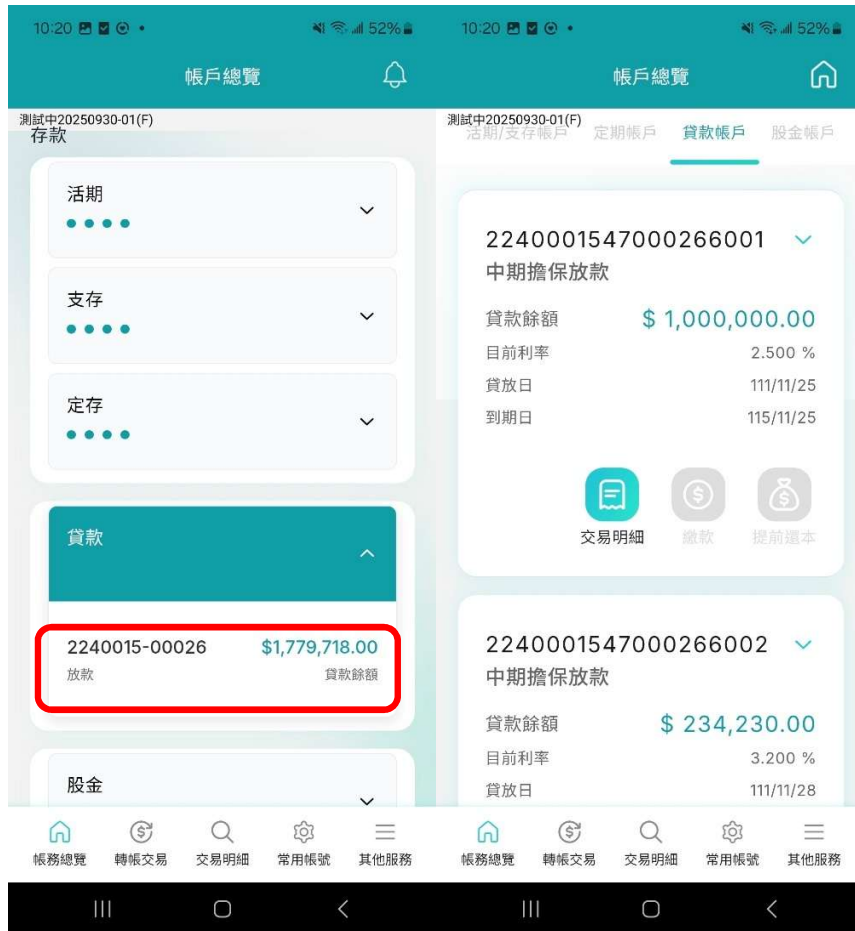 10:20
52%
帳戶總覽
測試中20250930-01(F)
存款
活期
支存
定存
貸款
2240015-00026
$1,779,718.00
放款
貸款餘額
股金
帳務總覽
轉帳交易
交易明細
常用帳號
其他服務
10:20
52%
帳戶總覽
測試中20250930-01(F)
活期/支存帳戶
定期帳戶
貸款帳戶
股金帳戶
2240001547000266001
中期擔保放款
貸款餘額
$ 1,000,000.00
目前利率
2.500 %
貸放日
111/11/25
到期日
115/11/25
交易明細
繳款
提前還本
2240001547000266002
中期擔保放款
貸款餘額
$ 234,230.00
目前利率
3.200 %
貸放日
111/11/28
帳務總覽
轉帳交易
交易明細
常用帳號
其他服務